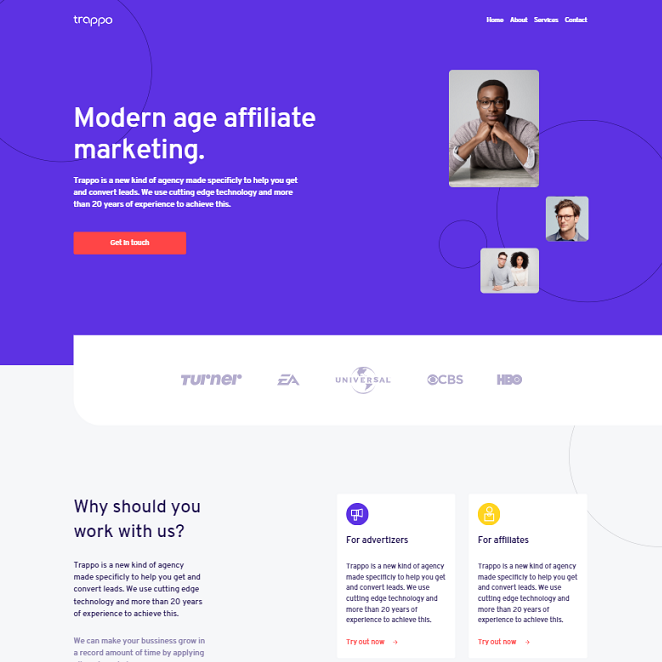 trappo
Home About Services Contact
Modern age affiliate
marketing.
Trappo is a new kind of agency made specificly to help you get
and convert leads. We use cutting edge technology and more
than 20 years of experience to achieve this.
Get in touch
Turner EA UNIVERSAL CBS HBO
Why should you
work with us?
Trappo is a new kind of agency
made specificly to help you get and
convert leads. We use cutting edge
technology and more than 20 years
of experience to achieve this.
We can make your bussiness grow in
a record amount of time by applying
For advertizers
Trappo is a new kind of agency
made specificly to help you get
and convert leads. We use
cutting edge technology and
more than 20 years of
experience to achieve this.
Try out now →
For affiliates
Trappo is a new kind of agency
made specificly to help you get
and convert leads. We use
cutting edge technology and
more than 20 years of
experience to achieve this.
Try out now →